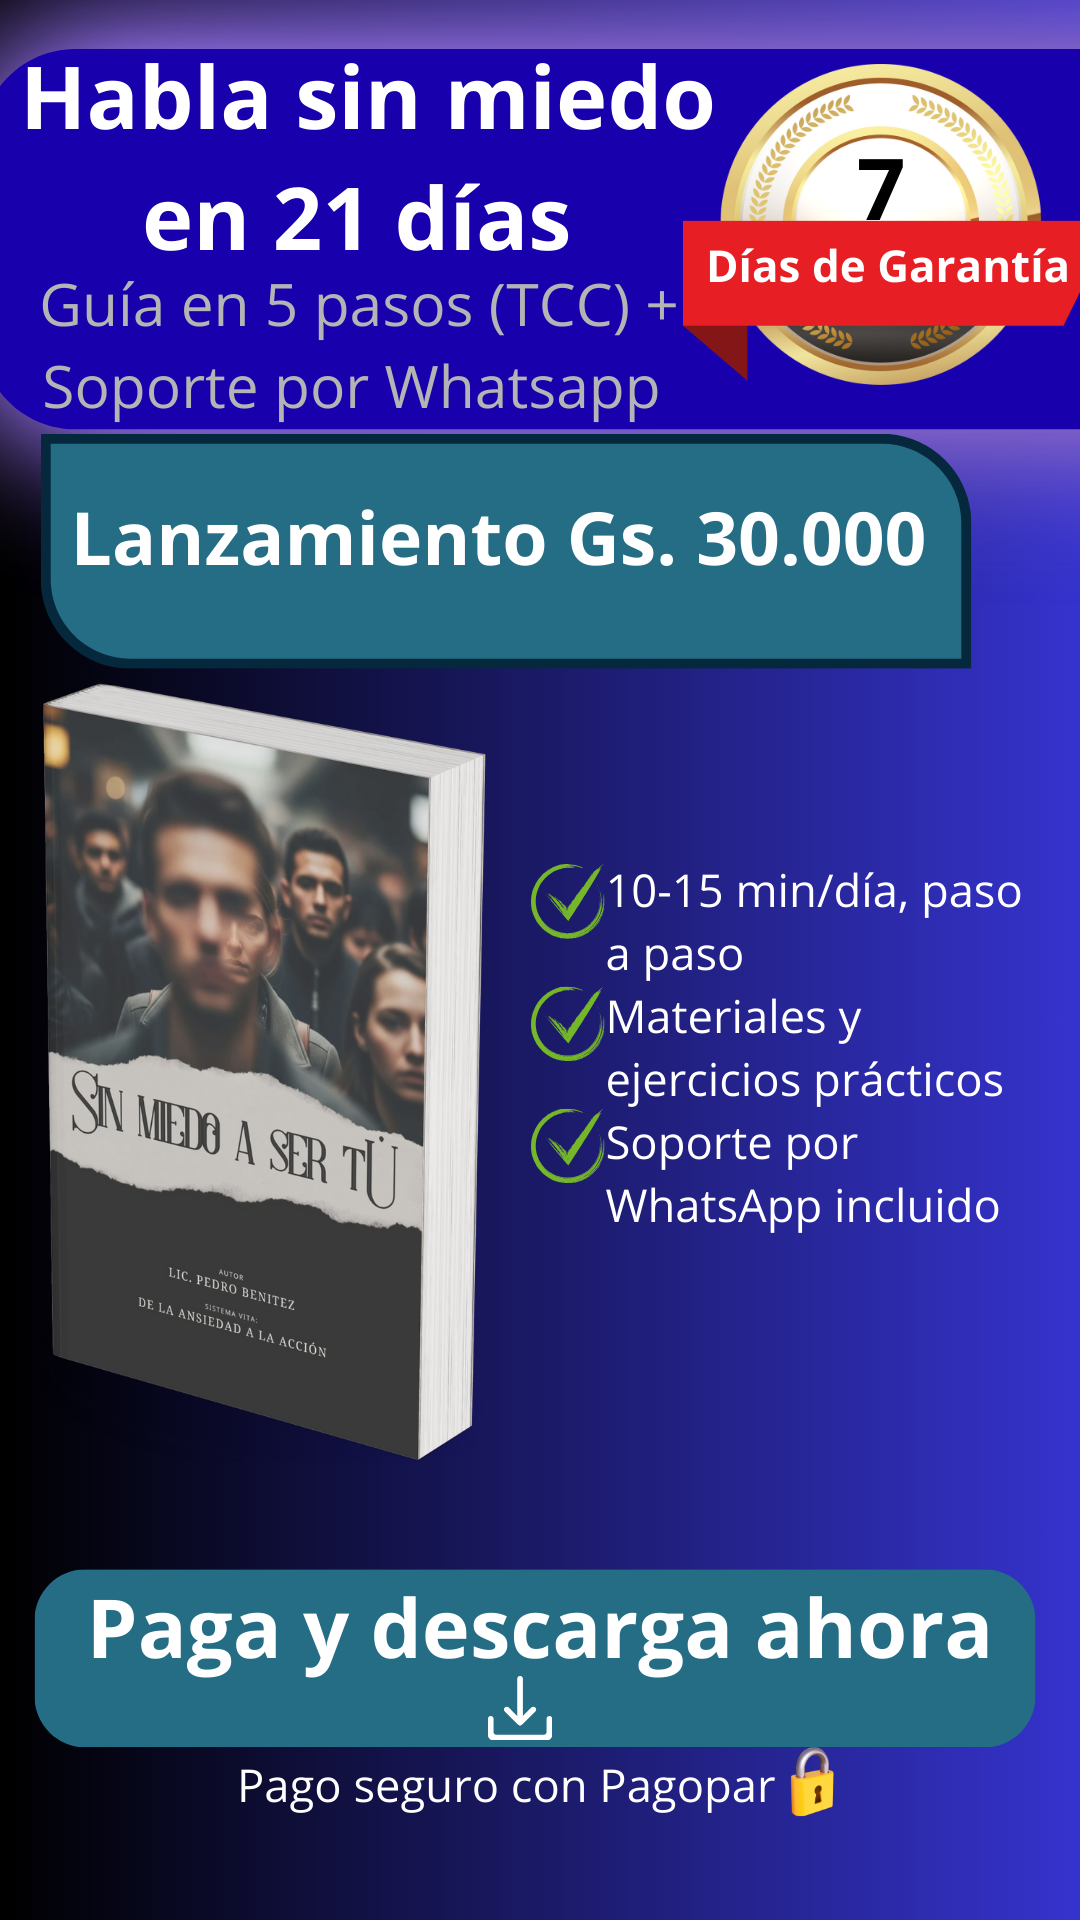 Habla sin miedo
en 21 días
Guía en 5 pasos (TCC) +
Soporte por Whatsapp
7
Días de Garantía
Lanzamiento Gs. 30.000
SIN MIEDO A SER TÚ
AUTOR
LIC. PEDRO BENITEZ
SISTEMA VITA:
DE LA ANSIEDAD A LA ACCIÓN
10-15 min/día, paso
a paso
Materiales y
ejercicios prácticos
Soporte por
WhatsApp incluido
Paga y descarga ahora
Pago seguro con Pagopar